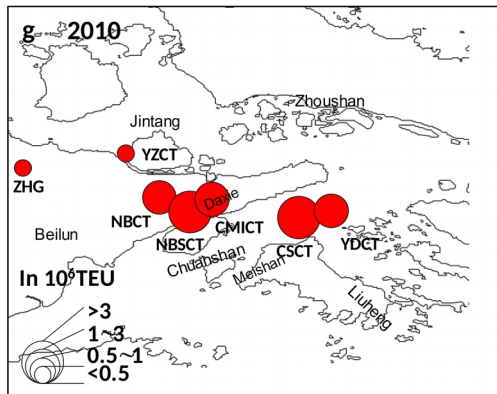 g 2010
Zhoushan
Jintang
YZCT
ZHG
Daxie
NBCT
CMICT
Beilun
NBSCT
CSCT
YDCT
Chuanshan
Meishan
In 10⁶TEU
Liuheng
>3
1~3
0.5~1
<0.5